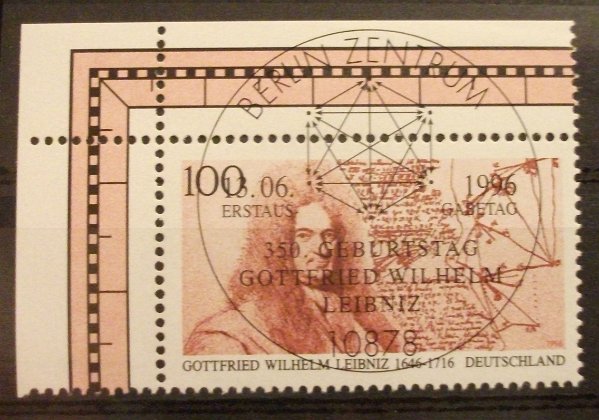 BERLIN ZENTRUM
100
13.06. 1996
ERSTAUS GABETAG
350. GEBURTSTAG
GOTTFRIED WILHELM
LEIBNIZ
10878
1996
GOTTFRIED WILHELM LEIBNIZ 1646-1716 DEUTSCHLAND